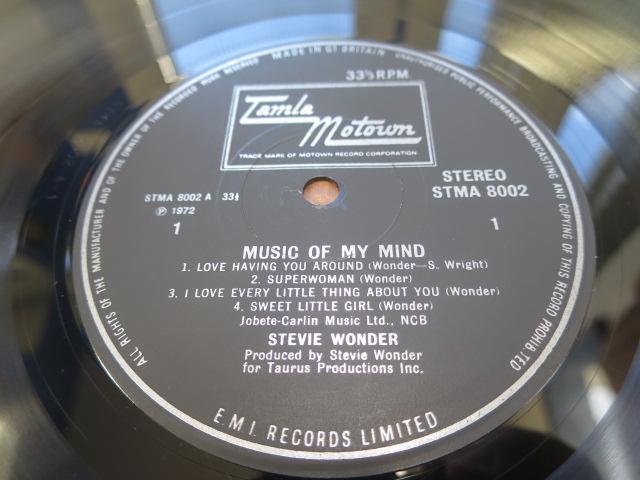 MADE IN GT BRITAIN
UNAUTHORISED PUBLIC PERFORMANCE BROADCASTING AND COPYING OF THIS RECORD PROHIBITED
ALL RIGHTS OF THE MANUFACTURER AND OF THE OWNER OF THE RECORDED WORK RESERVED
33⅓ RPM
Tamla
Motown
TRADE MARK OF MOTOWN RECORD CORPORATION
STMA 8002 A 33⅓
STEREO
STMA 8002
℗ 1972
1
1
MUSIC OF MY MIND
1. LOVE HAVING YOU AROUND (Wonder—S. Wright)
2. SUPERWOMAN (Wonder)
3. I LOVE EVERY LITTLE THING ABOUT YOU (Wonder)
4. SWEET LITTLE GIRL (Wonder)
Jobete-Carlin Music Ltd., NCB
STEVIE WONDER
Produced by Stevie Wonder
for Taurus Productions Inc.
E.M.I. RECORDS LIMITED